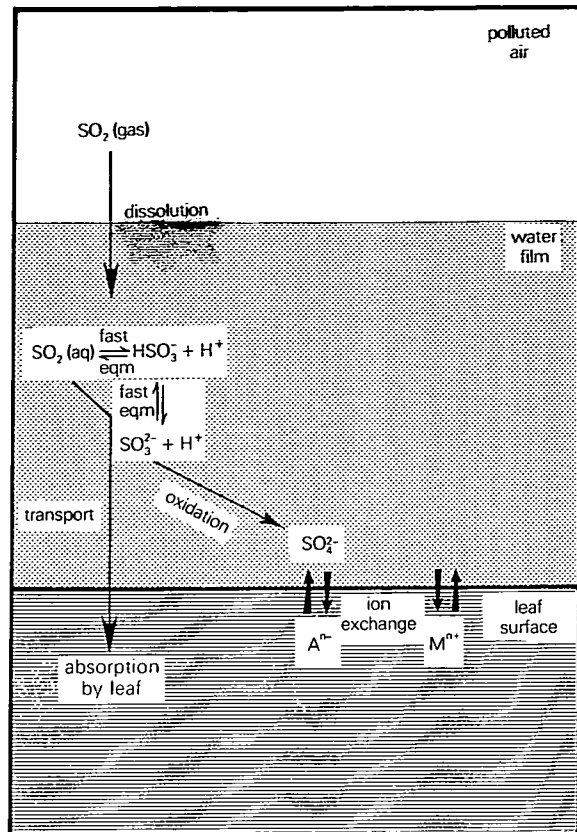 polluted
air
SO₂ (gas)
dissolution
water
film
SO₂ (aq) fast ⇌ eqm HSO₃⁻ + H⁺
fast
eqm ⇅
SO₃²⁻ + H⁺
oxidation
transport
SO₄²⁻
ion
exchange
leaf
surface
Aⁿ⁻
Mⁿ⁺
absorption
by leaf